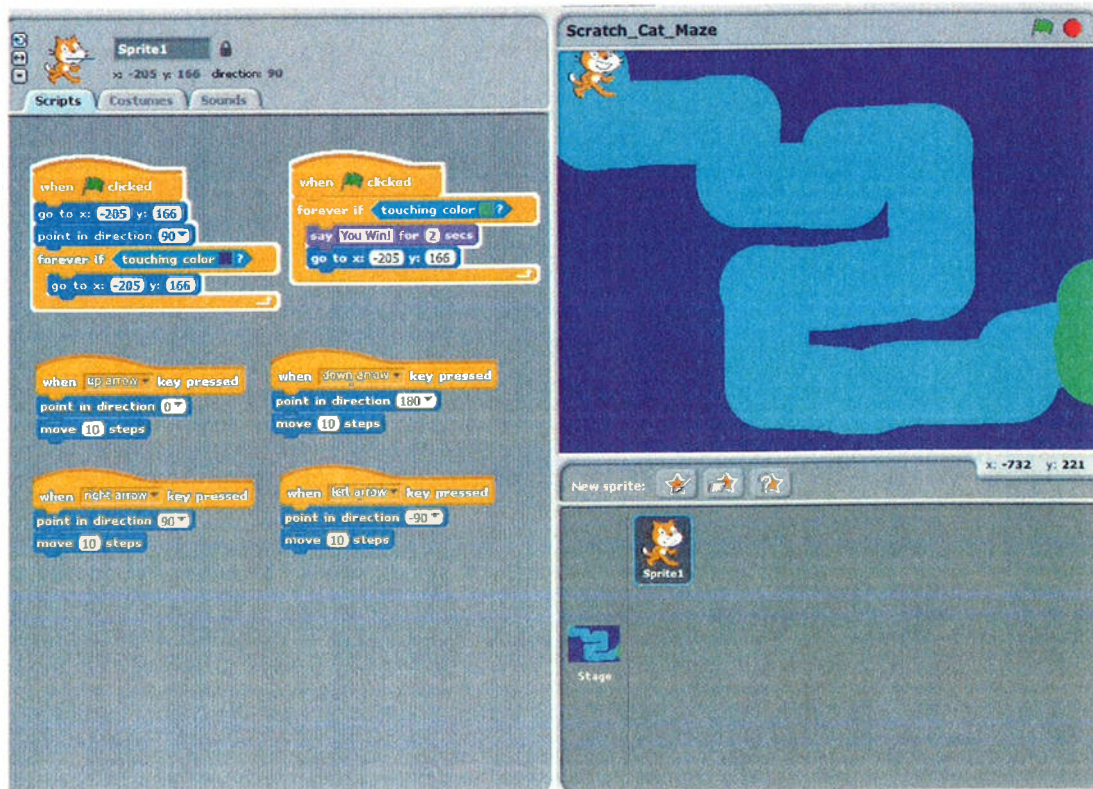 Sprite1
x: -205 y: 166 direction: 90
Scripts Costumes Sounds
when clicked
go to x: -205 y: 166
point in direction 90
forever if touching color ?
go to x: -205 y: 166
when clicked
forever if touching color ?
say You Win! for 2 secs
go to x: -205 y: 166
when up arrow key pressed
point in direction 0
move 10 steps
when down arrow key pressed
point in direction 180
move 10 steps
when right arrow key pressed
point in direction 90
move 10 steps
when left arrow key pressed
point in direction -90
move 10 steps
Scratch_Cat_Maze
x: -732 y: 221
New sprite:
Sprite1
Stage